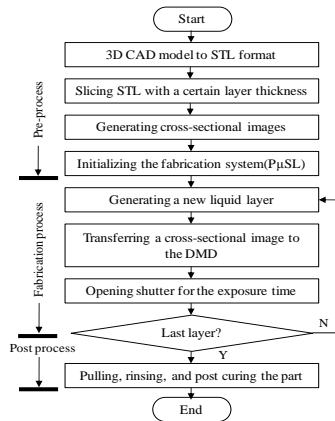 Start
3D CAD model to STL format
Slicing STL with a certain layer thickness
Generating cross-sectional images
Pre-process
Initializing the fabrication system(PμSL)
Generating a new liquid layer
Transferring a cross-sectional image to
the DMD
Fabrication process
Opening shutter for the exposure time
Last layer?
N
Y
Post process
Pulling, rinsing, and post curing the part
End